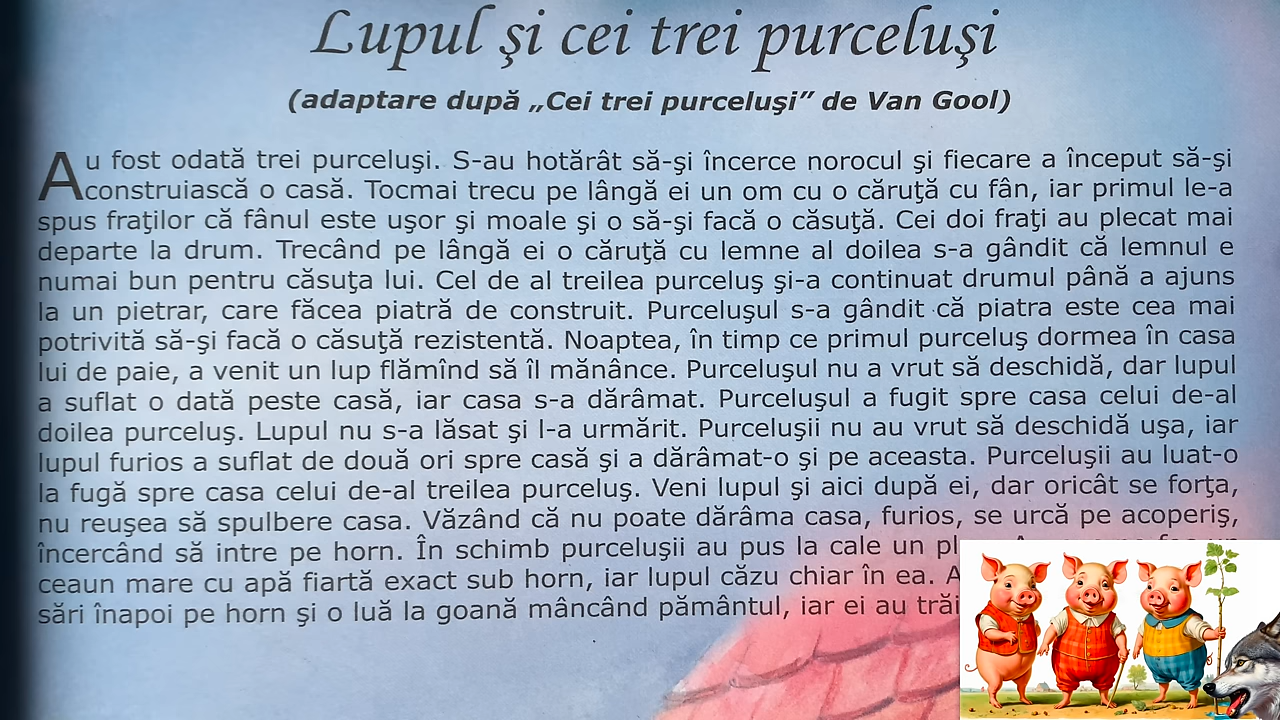 Lupul şi cei trei purceluşi
(adaptare după „Cei trei purceluşi” de Van Gool)
Au fost odată trei purceluşi. S-au hotărât să-şi încerce norocul şi fiecare a început să-şi
construiască o casă. Tocmai trecu pe lângă ei un om cu o căruţă cu fân, iar primul le-a
spus fraţilor că fânul este uşor şi moale şi o să-şi facă o căsuţă. Cei doi fraţi au plecat mai
departe la drum. Trecând pe lângă ei o căruţă cu lemne al doilea s-a gândit că lemnul e
numai bun pentru căsuţa lui. Cel de al treilea purceluş şi-a continuat drumul până a ajuns
la un pietrar, care făcea piatră de construit. Purceluşul s-a gândit că piatra este cea mai
potrivită să-şi facă o căsuţă rezistentă. Noaptea, în timp ce primul purceluş dormea în casa
lui de paie, a venit un lup flămînd să îl mănânce. Purceluşul nu a vrut să deschidă, dar lupul
a suflat o dată peste casă, iar casa s-a dărâmat. Purceluşul a fugit spre casa celui de-al
doilea purceluş. Lupul nu s-a lăsat şi l-a urmărit. Purceluşii nu au vrut să deschidă uşa, iar
lupul furios a suflat de două ori spre casă şi a dărâmat-o şi pe aceasta. Purceluşii au luat-o
la fugă spre casa celui de-al treilea purceluş. Veni lupul şi aici după ei, dar oricât se forţa,
nu reuşea să spulbere casa. Văzând că nu poate dărâma casa, furios, se urcă pe acoperiş,
încercând să intre pe horn. În schimb purceluşii au pus la cale un
ceaun mare cu apă fiartă exact sub horn, iar lupul căzu chiar în ea.
sări înapoi pe horn şi o luă la goană mâncând pământul, iar ei au